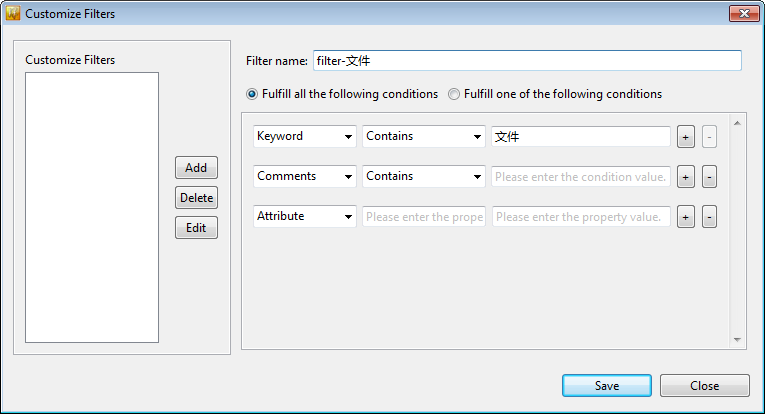 Customize Filters
Customize Filters
Add
Delete
Edit
Filter name: filter-文件
Fulfill all the following conditions Fulfill one of the following conditions
Keyword Contains 文件 + -
Comments Contains Please enter the condition value. + -
Attribute Please enter the prope Please enter the property value. + -
Save Close